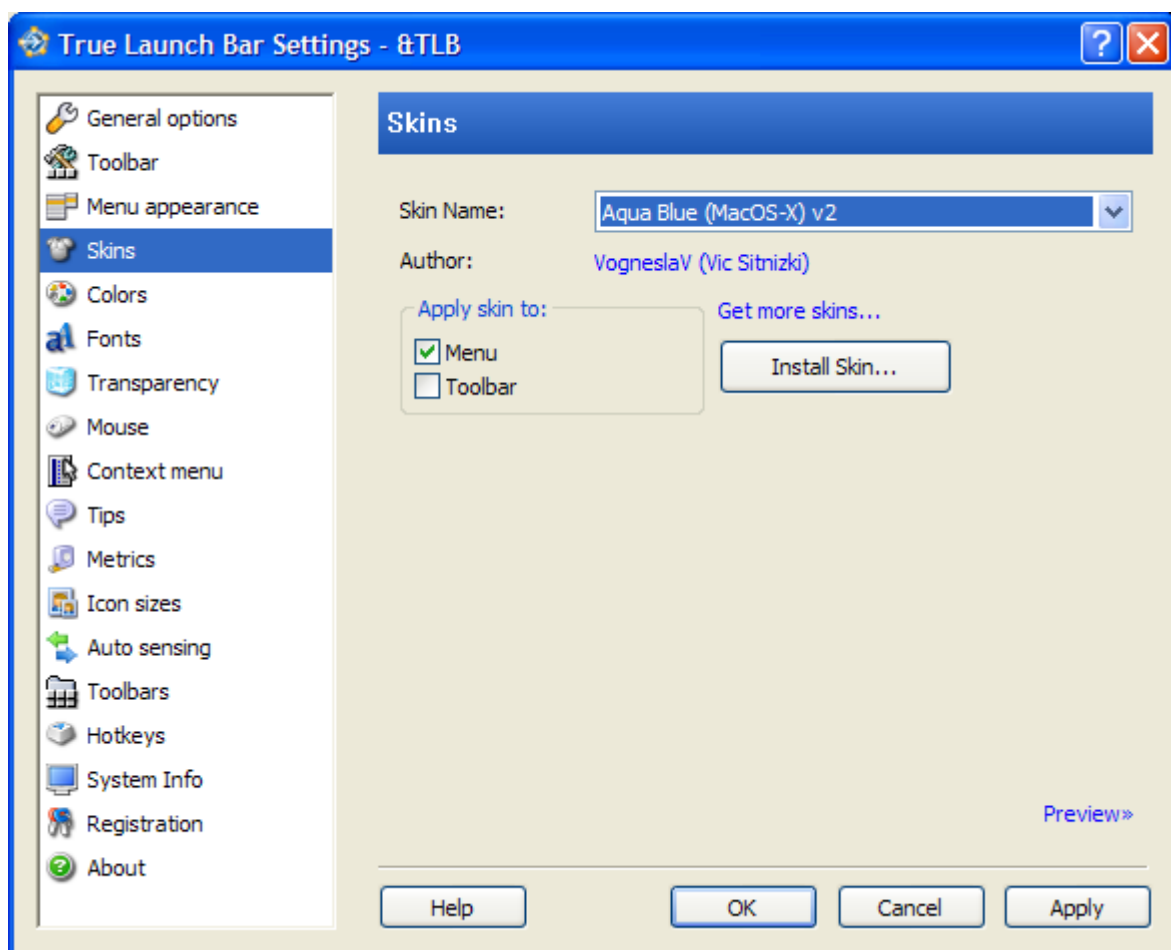 True Launch Bar Settings - &TLB
General options
Toolbar
Menu appearance
Skins
Colors
Fonts
Transparency
Mouse
Context menu
Tips
Metrics
Icon sizes
Auto sensing
Toolbars
Hotkeys
System Info
Registration
About
Skins
Skin Name: Aqua Blue (MacOS-X) v2
Author: VogneslaV (Vic Sitnizki)
Apply skin to: Get more skins...
Menu Install Skin...
Toolbar
Preview»
Help OK Cancel Apply